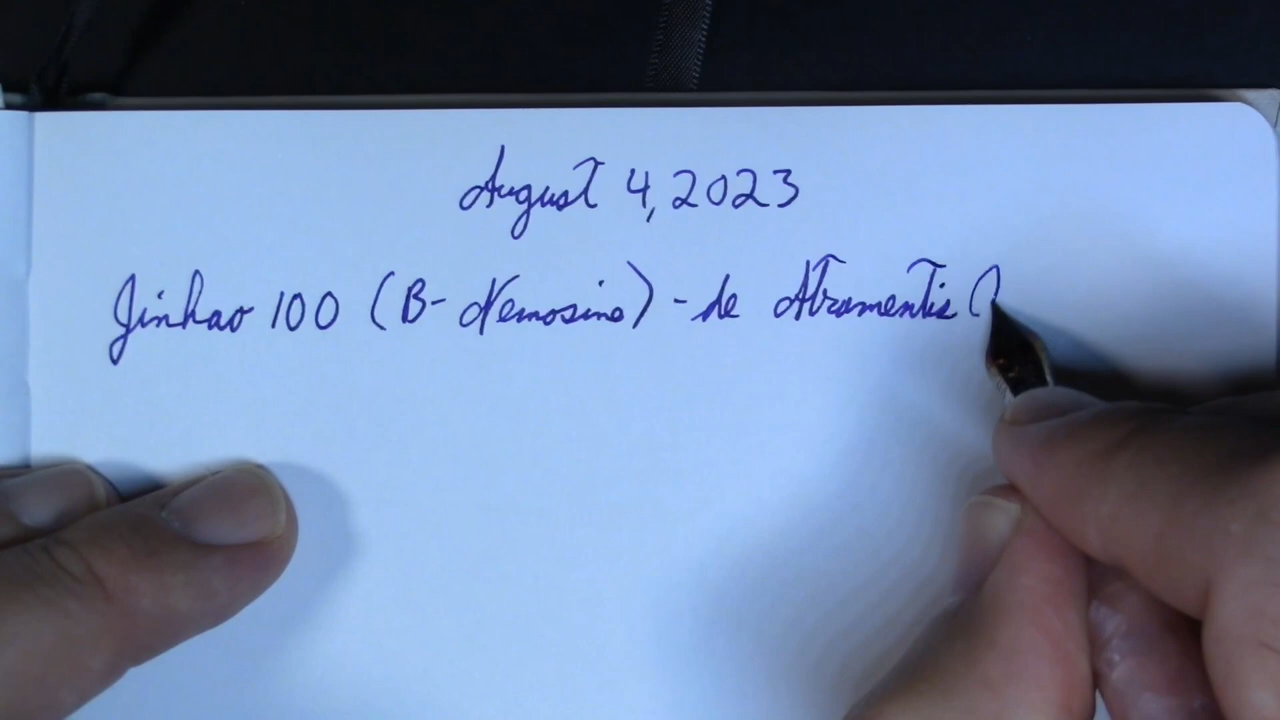 August 4, 2023
Jinhao 100 (B- Nemosine) - de Atramentis